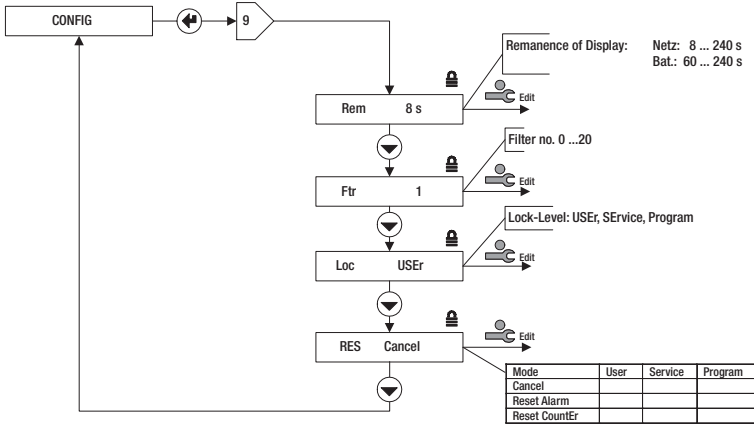 CONFIG
9
Remanence of Display: Netz: 8 ... 240 s
Bat.: 60 ... 240 s
Rem 8 s
Edit
Filter no. 0 ...20
Ftr 1
Edit
Lock-Level: USEr, SErvice, Program
Loc USEr
Edit
RES Cancel
Edit
Mode User Service Program
Cancel
Reset Alarm
Reset CountEr